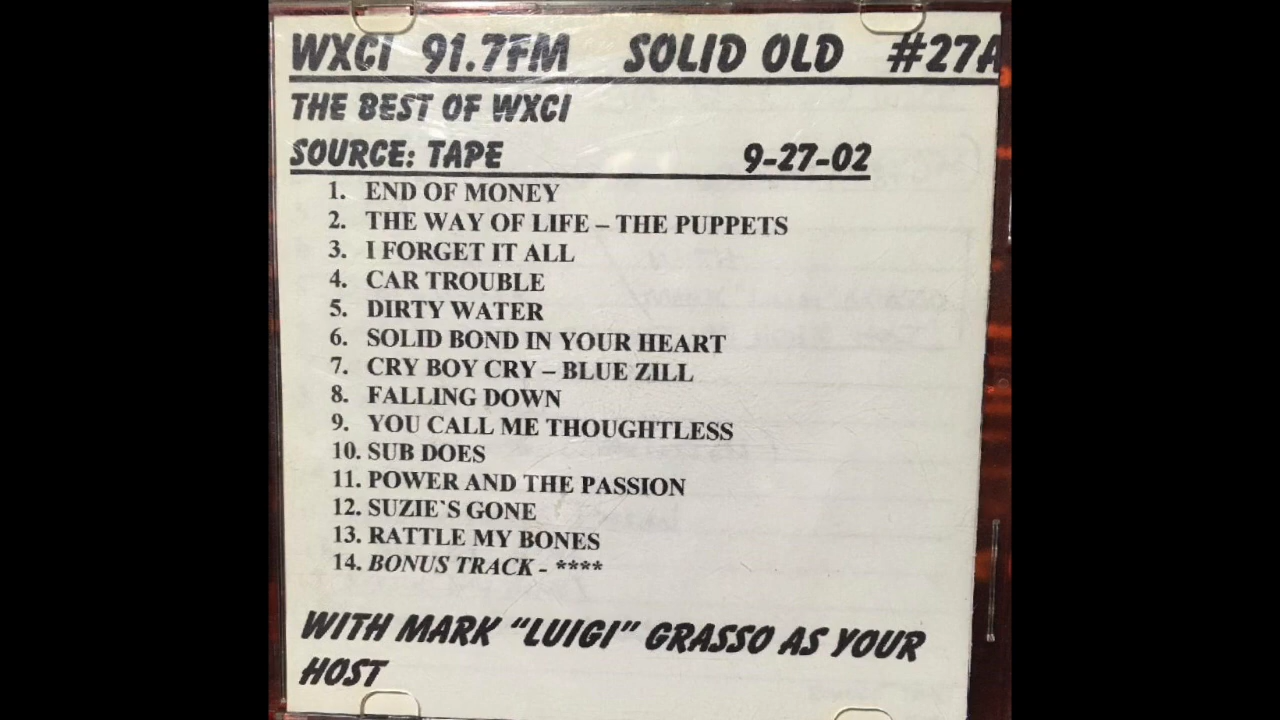 WXCI 91.7FM SOLID OLD #27A
THE BEST OF WXCI
SOURCE: TAPE 9-27-02
1. END OF MONEY
2. THE WAY OF LIFE – THE PUPPETS
3. I FORGET IT ALL
4. CAR TROUBLE
5. DIRTY WATER
6. SOLID BOND IN YOUR HEART
7. CRY BOY CRY – BLUE ZILL
8. FALLING DOWN
9. YOU CALL ME THOUGHTLESS
10. SUB DOES
11. POWER AND THE PASSION
12. SUZIE`S GONE
13. RATTLE MY BONES
14. BONUS TRACK - ****
WITH MARK “LUIGI” GRASSO AS YOUR
HOST